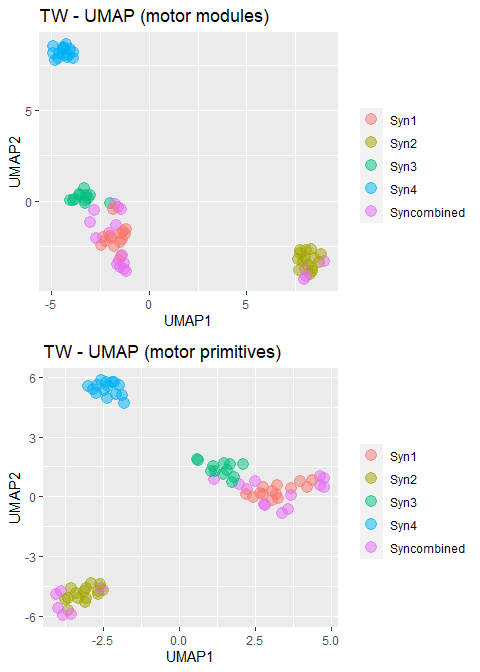 TW - UMAP (motor modules)
5
0
UMAP2
-5
0
5
UMAP1
Syn1
Syn2
Syn3
Syn4
Syncombined
TW - UMAP (motor primitives)
6
3
0
-3
-6
UMAP2
-2.5
0.0
2.5
5.0
UMAP1
Syn1
Syn2
Syn3
Syn4
Syncombined